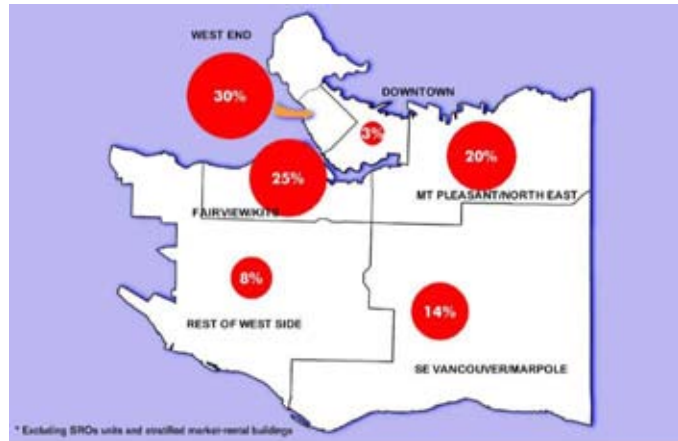 WEST END
30%
DOWNTOWN
3%
20%
25%
MT PLEASANT/NORTH EAST
FAIRVIEW/KITS
8%
14%
REST OF WEST SIDE
SE VANCOUVER/MARPOLE
* Excluding SROs units and stratified market-rental buildings